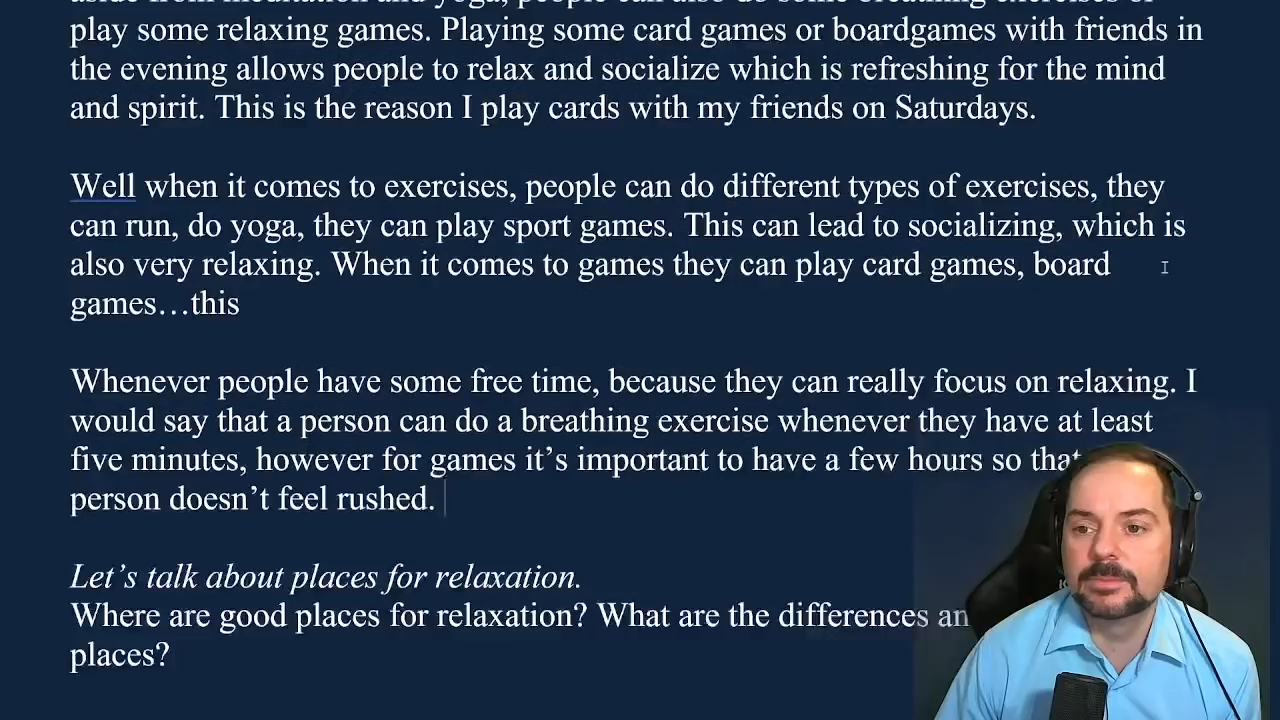 play some relaxing games. Playing some card games or boardgames with friends in
the evening allows people to relax and socialize which is refreshing for the mind
and spirit. This is the reason I play cards with my friends on Saturdays.
Well when it comes to exercises, people can do different types of exercises, they
can run, do yoga, they can play sport games. This can lead to socializing, which is
also very relaxing. When it comes to games they can play card games, board
games…this
Whenever people have some free time, because they can really focus on relaxing. I
would say that a person can do a breathing exercise whenever they have at least
five minutes, however for games it’s important to have a few hours so that
person doesn’t feel rushed.
Let’s talk about places for relaxation.
Where are good places for relaxation? What are the differences
places?